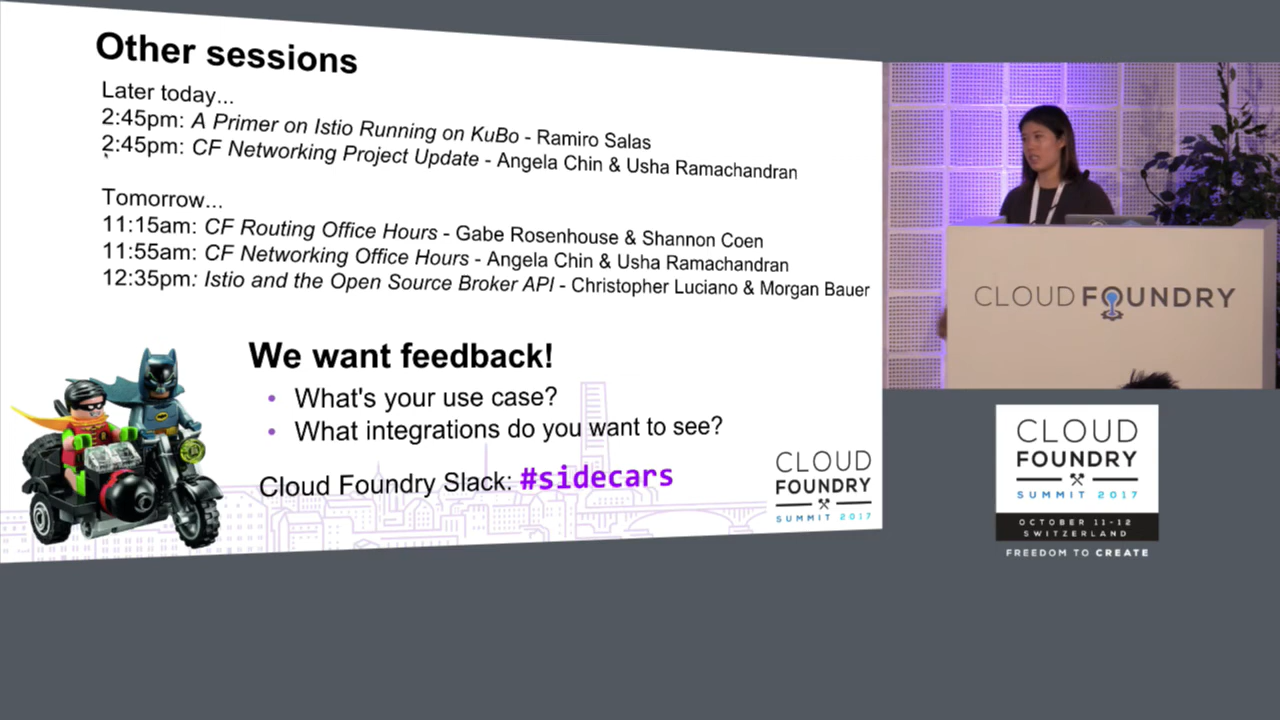 Other sessions
Later today...
2:45pm: A Primer on Istio Running on KuBo - Ramiro Salas
2:45pm: CF Networking Project Update - Angela Chin & Usha Ramachandran
Tomorrow...
11:15am: CF Routing Office Hours - Gabe Rosenhouse & Shannon Coen
11:55am: CF Networking Office Hours - Angela Chin & Usha Ramachandran
12:35pm: Istio and the Open Source Broker API - Christopher Luciano & Morgan Bauer
We want feedback!
• What's your use case?
• What integrations do you want to see?
Cloud Foundry Slack: #sidecars
CLOUD
FOUNDRY
SUMMIT 2017
CLOUD FOUNDRY
CLOUD
FOUNDRY
SUMMIT 2017
OCTOBER 11-12
SWITZERLAND
FREEDOM TO CREATE